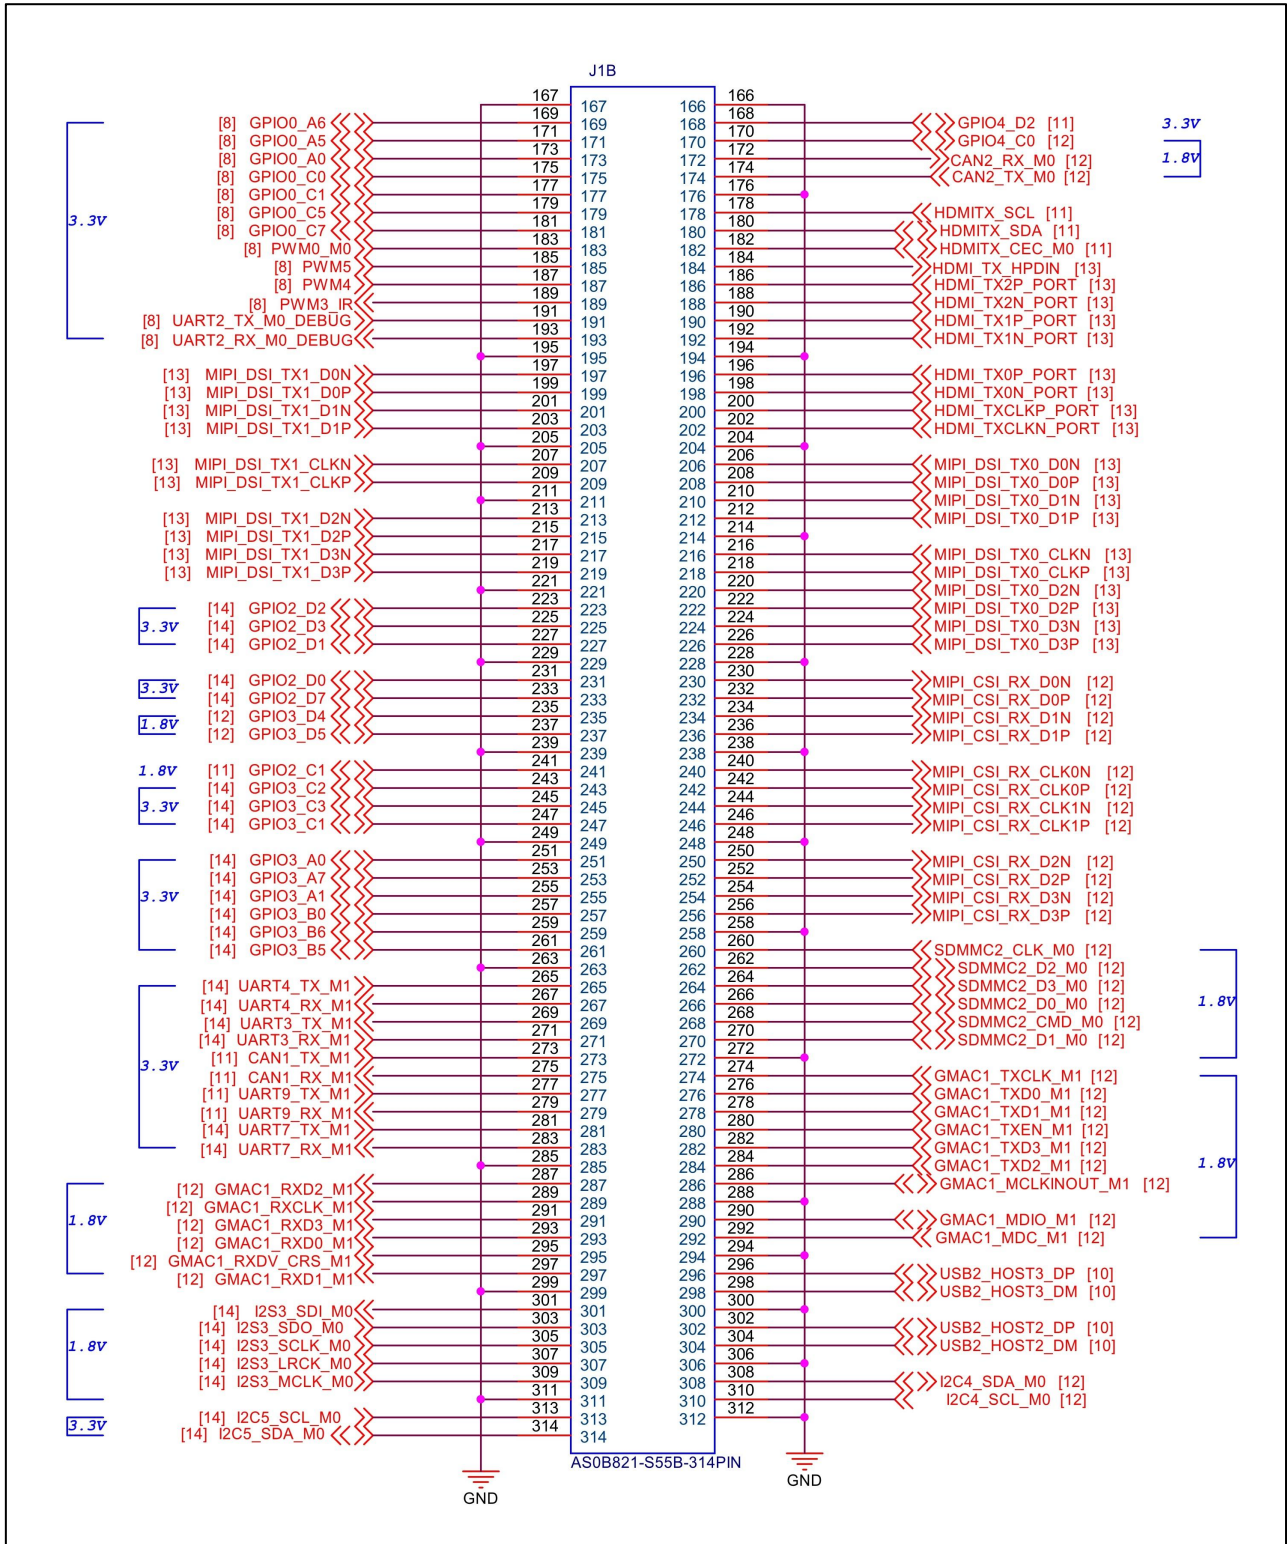 J1B
167 167 166 166
[8] GPIO0_A6 169 169 168 168 GPIO4_D2 [11] 3.3V
[8] GPIO0_A5 171 171 170 170 GPIO4_C0 [12]
[8] GPIO0_A0 173 173 172 172 CAN2_RX_M0 [12] 1.8V
[8] GPIO0_C0 175 175 174 174 CAN2_TX_M0 [12]
[8] GPIO0_C1 177 177 176 176
[8] GPIO0_C5 179 179 178 178 HDMITX_SCL [11]
3.3V
[8] GPIO0_C7 181 181 180 180 HDMITX_SDA [11]
[8] PWM0_M0 183 183 182 182 HDMITX_CEC_M0 [11]
[8] PWM5 185 185 184 184 HDMI_TX_HPDIN [13]
[8] PWM4 187 187 186 186 HDMI_TX2P_PORT [13]
[8] PWM3_IR 189 189 188 188 HDMI_TX2N_PORT [13]
[8] UART2_TX_M0_DEBUG 191 191 190 190 HDMI_TX1P_PORT [13]
[8] UART2_RX_M0_DEBUG 193 193 192 192 HDMI_TX1N_PORT [13]
195 195 194 194
[13] MIPI_DSI_TX1_D0N 197 197 196 196 HDMI_TX0P_PORT [13]
[13] MIPI_DSI_TX1_D0P 199 199 198 198 HDMI_TX0N_PORT [13]
[13] MIPI_DSI_TX1_D1N 201 201 200 200 HDMI_TXCLKP_PORT [13]
[13] MIPI_DSI_TX1_D1P 203 203 202 202 HDMI_TXCLKN_PORT [13]
205 205 204 204
[13] MIPI_DSI_TX1_CLKN 207 207 206 206 MIPI_DSI_TX0_D0N [13]
[13] MIPI_DSI_TX1_CLKP 209 209 208 208 MIPI_DSI_TX0_D0P [13]
211 211 210 210 MIPI_DSI_TX0_D1N [13]
[13] MIPI_DSI_TX1_D2N 213 213 212 212 MIPI_DSI_TX0_D1P [13]
[13] MIPI_DSI_TX1_D2P 215 215 214 214
[13] MIPI_DSI_TX1_D3N 217 217 216 216 MIPI_DSI_TX0_CLKN [13]
[13] MIPI_DSI_TX1_D3P 219 219 218 218 MIPI_DSI_TX0_CLKP [13]
221 221 220 220 MIPI_DSI_TX0_D2N [13]
[14] GPIO2_D2 223 223 222 222 MIPI_DSI_TX0_D2P [13]
3.3V [14] GPIO2_D3 225 225 224 224 MIPI_DSI_TX0_D3N [13]
[14] GPIO2_D1 227 227 226 226 MIPI_DSI_TX0_D3P [13]
229 229 228 228
3.3V [14] GPIO2_D0 231 231 230 230 MIPI_CSI_RX_D0N [12]
[14] GPIO2_D7 233 233 232 232 MIPI_CSI_RX_D0P [12]
1.8V [12] GPIO3_D4 235 235 234 234 MIPI_CSI_RX_D1N [12]
[12] GPIO3_D5 237 237 236 236 MIPI_CSI_RX_D1P [12]
239 239 238 238
1.8V [11] GPIO2_C1 241 241 240 240 MIPI_CSI_RX_CLK0N [12]
[14] GPIO3_C2 243 243 242 242 MIPI_CSI_RX_CLK0P [12]
3.3V [14] GPIO3_C3 245 245 244 244 MIPI_CSI_RX_CLK1N [12]
[14] GPIO3_C1 247 247 246 246 MIPI_CSI_RX_CLK1P [12]
249 249 248 248
[14] GPIO3_A0 251 251 250 250 MIPI_CSI_RX_D2N [12]
[14] GPIO3_A7 253 253 252 252 MIPI_CSI_RX_D2P [12]
3.3V [14] GPIO3_A1 255 255 254 254 MIPI_CSI_RX_D3N [12]
[14] GPIO3_B0 257 257 256 256 MIPI_CSI_RX_D3P [12]
[14] GPIO3_B6 259 259 258 258
[14] GPIO3_B5 261 261 260 260 SDMMC2_CLK_M0 [12]
263 263 262 262 SDMMC2_D2_M0 [12]
[14] UART4_TX_M1 265 265 264 264 SDMMC2_D3_M0 [12]
[14] UART4_RX_M1 267 267 266 266 SDMMC2_D0_M0 [12] 1.8V
[14] UART3_TX_M1 269 269 268 268 SDMMC2_CMD_M0 [12]
[14] UART3_RX_M1 271 271 270 270 SDMMC2_D1_M0 [12]
3.3V [11] CAN1_TX_M1 273 273 272 272
[11] CAN1_RX_M1 275 275 274 274 GMAC1_TXCLK_M1 [12]
[11] UART9_TX_M1 277 277 276 276 GMAC1_TXD0_M1 [12]
[11] UART9_RX_M1 279 279 278 278 GMAC1_TXD1_M1 [12]
[14] UART7_TX_M1 281 281 280 280 GMAC1_TXEN_M1 [12]
[14] UART7_RX_M1 283 283 282 282 GMAC1_TXD3_M1 [12]
285 285 284 284 GMAC1_TXD2_M1 [12] 1.8V
[12] GMAC1_RXD2_M1 287 287 286 286 GMAC1_MCLKINOUT_M1 [12]
[12] GMAC1_RXCLK_M1 289 289 288 288
1.8V [12] GMAC1_RXD3_M1 291 291 290 290 GMAC1_MDIO_M1 [12]
[12] GMAC1_RXD0_M1 293 293 292 292 GMAC1_MDC_M1 [12]
[12] GMAC1_RXDV_CRS_M1 295 295 294 294
[12] GMAC1_RXD1_M1 297 297 296 296 USB2_HOST3_DP [10]
299 299 298 298 USB2_HOST3_DM [10]
[14] I2S3_SDI_M0 301 301 300 300
[14] I2S3_SDO_M0 303 303 302 302 USB2_HOST2_DP [10]
1.8V [14] I2S3_SCLK_M0 305 305 304 304 USB2_HOST2_DM [10]
[14] I2S3_LRCK_M0 307 307 306 306
[14] I2S3_MCLK_M0 309 309 308 308 I2C4_SDA_M0 [12]
311 311 310 310 I2C4_SCL_M0 [12]
3.3V [14] I2C5_SCL_M0 313 313 312 312
[14] I2C5_SDA_M0 314 314
AS0B821-S55B-314PIN
GND GND